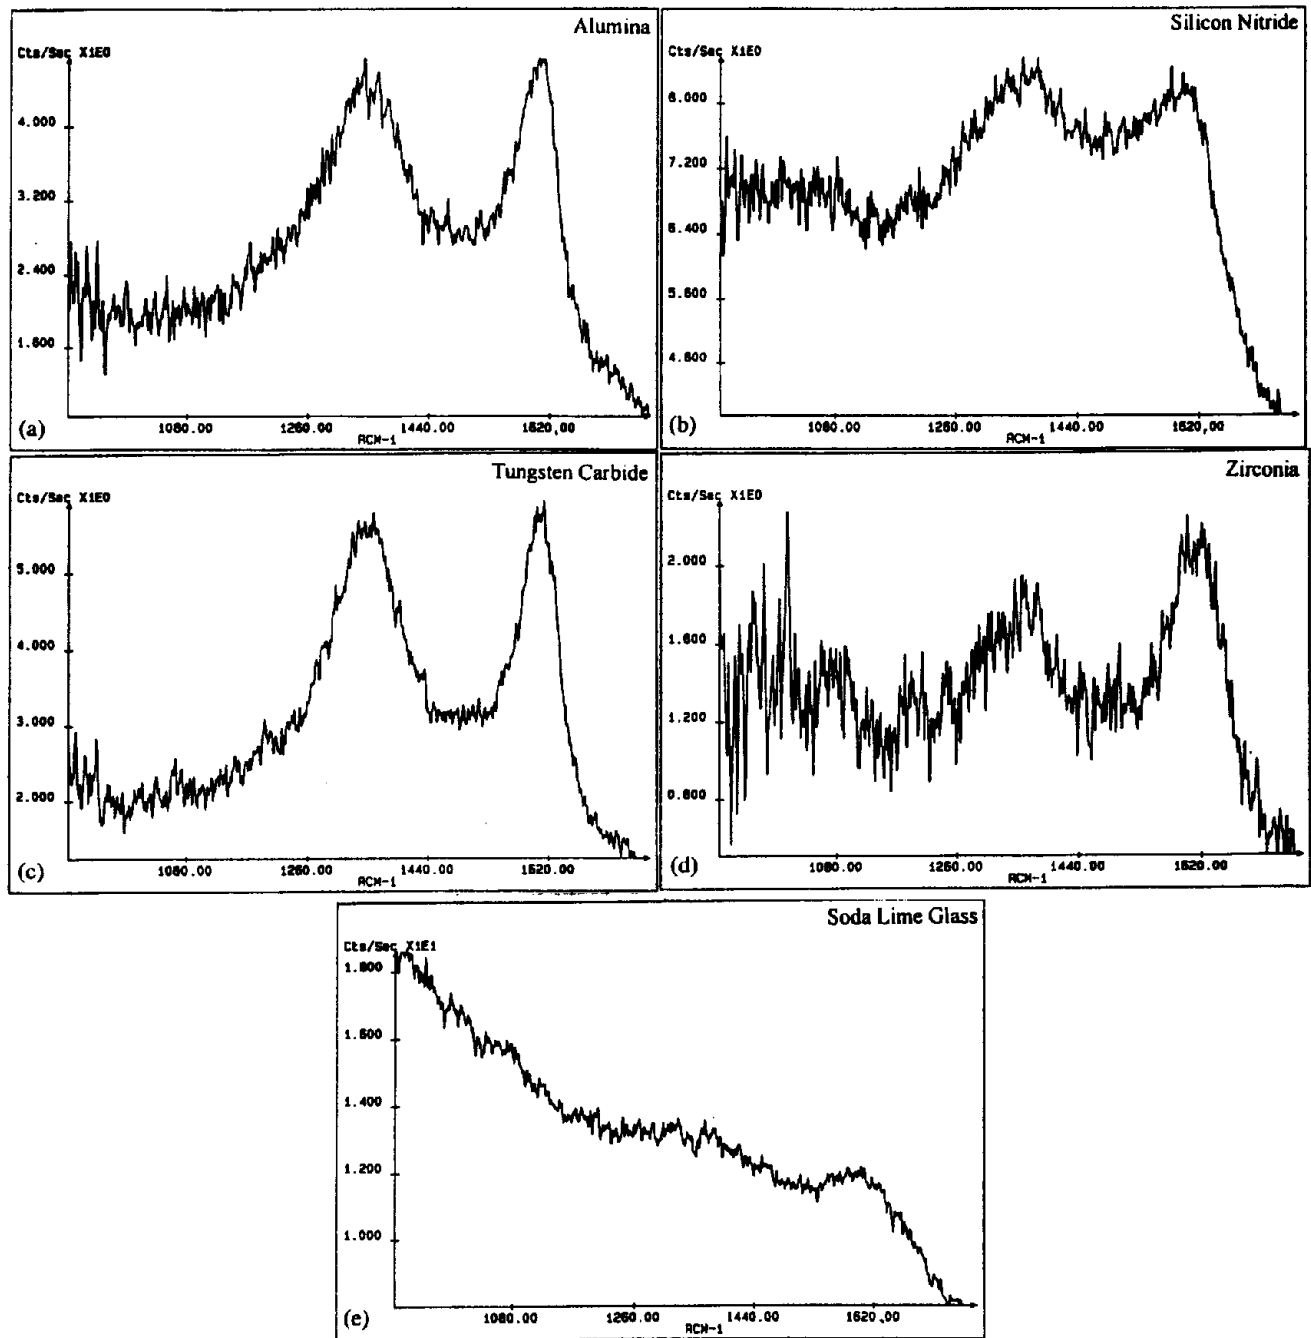 Alumina
Cts/Sec X1E0
4.000
3.200
2.400
1.600
(a)
1080.00
1260.00
1440.00
1620.00
RCM-1
Silicon Nitride
Cts/Sec X1E0
8.000
7.200
6.400
5.600
4.800
(b)
1080.00
1260.00
1440.00
1620.00
RCM-1
Tungsten Carbide
Cts/Sec X1E0
5.000
4.000
3.000
2.000
(c)
1080.00
1260.00
1440.00
1620.00
RCM-1
Zirconia
Cts/Sec X1E0
2.000
1.600
1.200
0.800
(d)
1080.00
1260.00
1440.00
1620.00
RCM-1
Soda Lime Glass
Cts/Sec X1E1
1.800
1.600
1.400
1.200
1.000
(e)
1080.00
1260.00
1440.00
1620.00
RCM-1